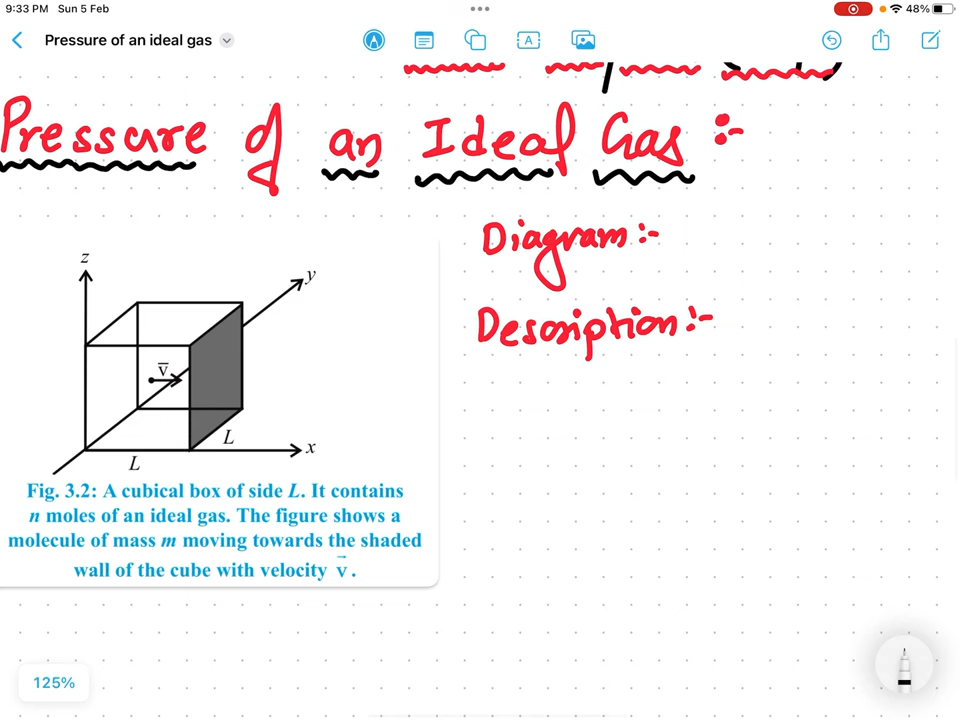 9:33 PM Sun 5 Feb
48%
Pressure of an ideal gas
A
Pressure of an Ideal Gas :-
Diagram :-
Description :-
z
y
v
L
x
L
Fig. 3.2: A cubical box of side L. It contains
n moles of an ideal gas. The figure shows a
molecule of mass m moving towards the shaded
wall of the cube with velocity v⃗.
125%